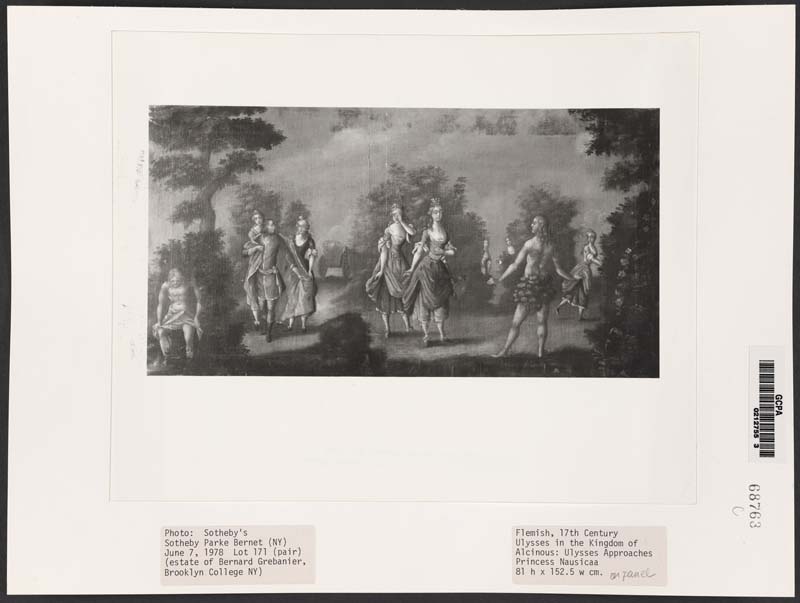 GCPA
0212755 3
68763
C
Photo: Sotheby's
Sotheby Parke Bernet (NY)
June 7, 1978 Lot 171 (pair)
(estate of Bernard Grebanier,
Brooklyn College NY)
Flemish, 17th Century
Ulysses in the Kingdom of
Alcinous: Ulysses Approaches
Princess Nausicaa
81 h x 152.5 w cm. on panel